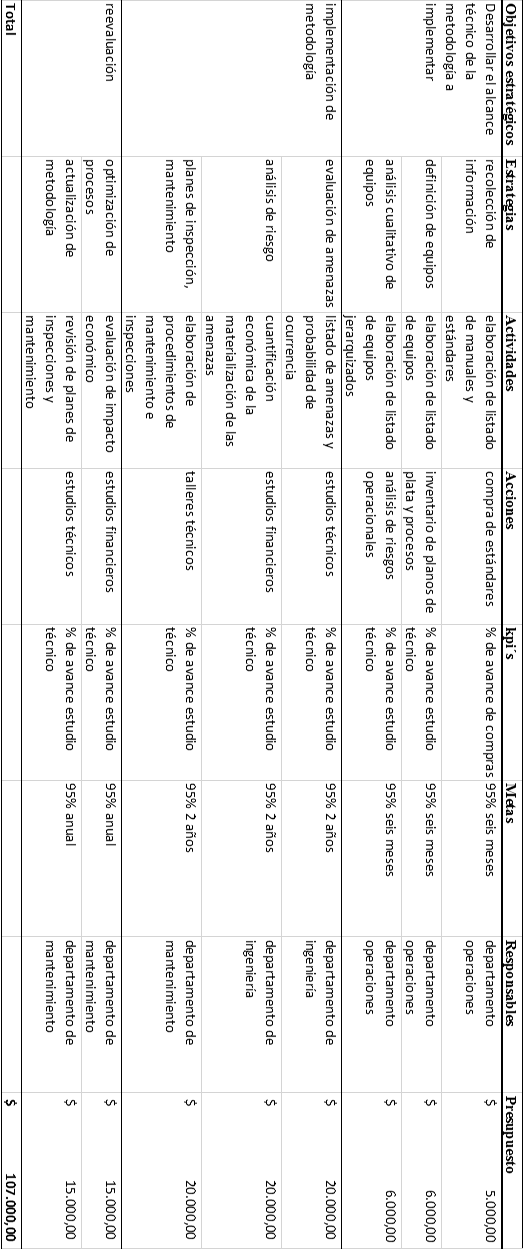 Objetivos estratégicos Estrategias Actividades Acciones kpi's Metas Responsables Presupuesto
Desarrollar el alcance recolección de elaboración de listado compra de estándares % de avance de compras 95% seis meses departamento $ 5.000,00
técnico de la información de manuales y operaciones
metodología a estándares
implementar definición de equipos elaboración de listado inventario de planos de % de avance estudio 95% seis meses departamento $ 6.000,00
de equipos plata y procesos técnico operaciones
análisis cualitativo de elaboración de listado análisis de riesgos % de avance estudio 95% seis meses departamento $ 6.000,00
equipos de equipos operacionales técnico operaciones
jerarquizados
implementación de evaluación de amenazas listado de amenazas y estudios técnicos % de avance estudio 95% 2 años departamento de $ 20.000,00
metodología probabilidad de técnico ingeniería
ocurrencia
análisis de riesgo cuantificación estudios financieros % de avance estudio 95% 2 años departamento de $ 20.000,00
económica de la técnico ingeniería
materialización de las
amenazas
planes de inspección, elaboración de talleres técnicos % de avance estudio 95% 2 años departamento de $ 20.000,00
mantenimiento procedimientos de técnico mantenimiento
mantenimiento e
inspecciones
reevaluación optimización de evaluación de impacto estudios financieros % de avance estudio 95% anual departamento de $ 15.000,00
procesos económico técnico mantenimiento
actualización de revisión de planes de estudios técnicos % de avance estudio 95% anual departamento de $ 15.000,00
metodología inspecciones y técnico mantenimiento
mantenimiento
Total $ 107.000,00